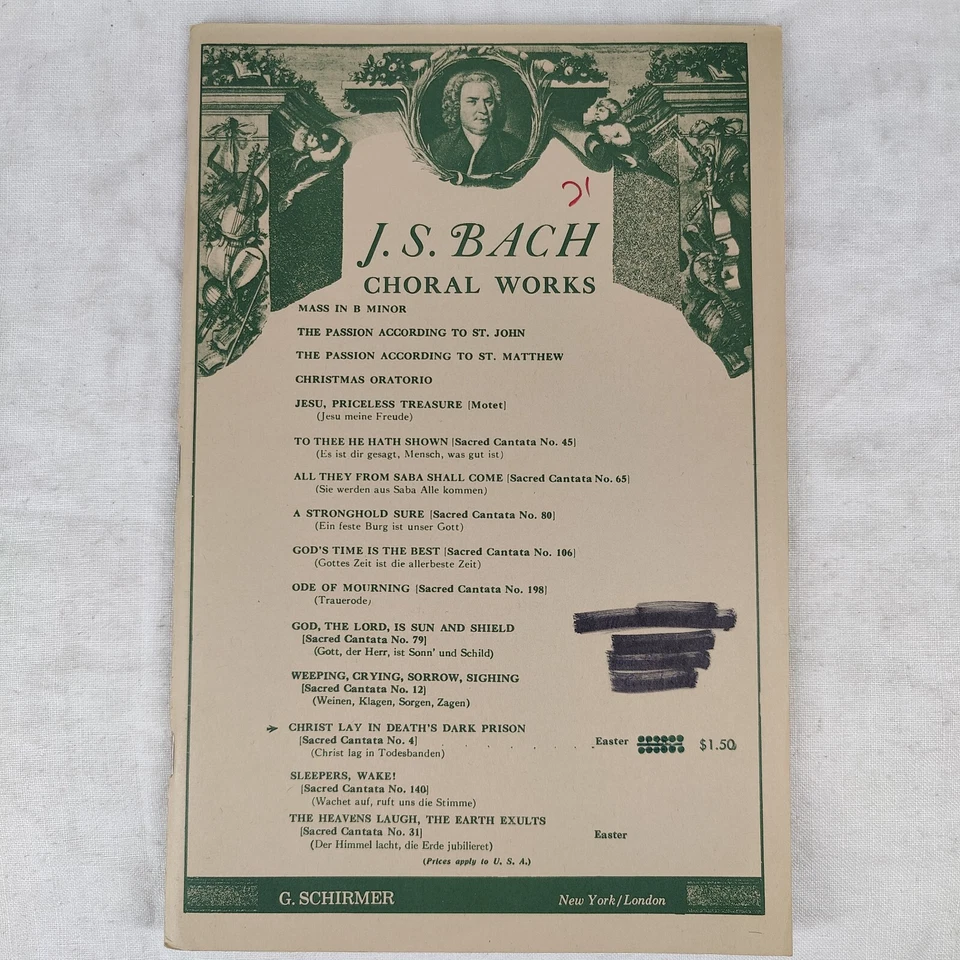 21
J. S. BACH
CHORAL WORKS
MASS IN B MINOR
THE PASSION ACCORDING TO ST. JOHN
THE PASSION ACCORDING TO ST. MATTHEW
CHRISTMAS ORATORIO
JESU, PRICELESS TREASURE [Motet]
(Jesu meine Freude)
TO THEE HE HATH SHOWN [Sacred Cantata No. 45]
(Es ist dir gesagt, Mensch, was gut ist)
ALL THEY FROM SABA SHALL COME [Sacred Cantata No. 65]
(Sie werden aus Saba Alle kommen)
A STRONGHOLD SURE [Sacred Cantata No. 80]
(Ein feste Burg ist unser Gott)
GOD'S TIME IS THE BEST [Sacred Cantata No. 106]
(Gottes Zeit ist die allerbeste Zeit)
ODE OF MOURNING [Sacred Cantata No. 198]
(Trauerode)
GOD, THE LORD, IS SUN AND SHIELD
[Sacred Cantata No. 79]
(Gott, der Herr, ist Sonn' und Schild)
WEEPING, CRYING, SORROW, SIGHING
[Sacred Cantata No. 12]
(Weinen, Klagen, Sorgen, Zagen)
CHRIST LAY IN DEATH'S DARK PRISON
[Sacred Cantata No. 4] . . . . . . . Easter $1.50
(Christ lag in Todesbanden)
SLEEPERS, WAKE!
[Sacred Cantata No. 140]
(Wachet auf, ruft uns die Stimme)
THE HEAVENS LAUGH, THE EARTH EXULTS
[Sacred Cantata No. 31] Easter
(Der Himmel lacht, die Erde jubilieret)
(Prices apply to U. S. A.)
G. SCHIRMER New York/London